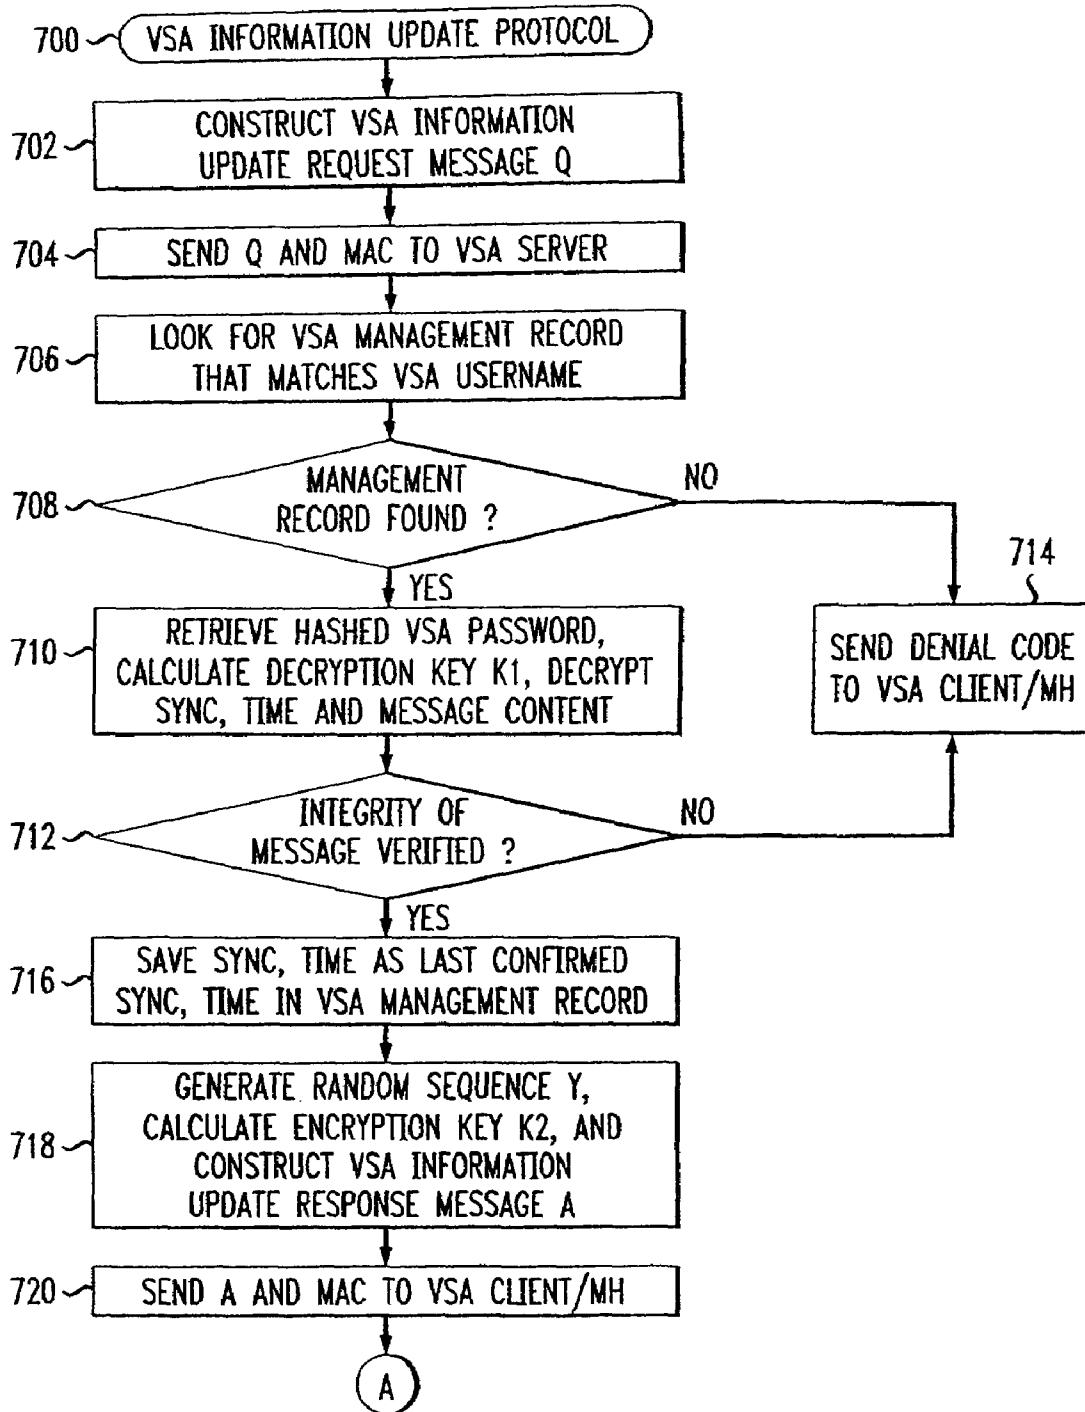 700
VSA INFORMATION UPDATE PROTOCOL
702
CONSTRUCT VSA INFORMATION
UPDATE REQUEST MESSAGE Q
704
SEND Q AND MAC TO VSA SERVER
706
LOOK FOR VSA MANAGEMENT RECORD
THAT MATCHES VSA USERNAME
708
MANAGEMENT
RECORD FOUND ?
NO
YES
710
RETRIEVE HASHED VSA PASSWORD,
CALCULATE DECRYPTION KEY K1, DECRYPT
SYNC, TIME AND MESSAGE CONTENT
714
SEND DENIAL CODE
TO VSA CLIENT/MH
712
INTEGRITY OF
MESSAGE VERIFIED ?
NO
YES
716
SAVE SYNC, TIME AS LAST CONFIRMED
SYNC, TIME IN VSA MANAGEMENT RECORD
718
GENERATE RANDOM SEQUENCE Y,
CALCULATE ENCRYPTION KEY K2, AND
CONSTRUCT VSA INFORMATION
UPDATE RESPONSE MESSAGE A
720
SEND A AND MAC TO VSA CLIENT/MH
A